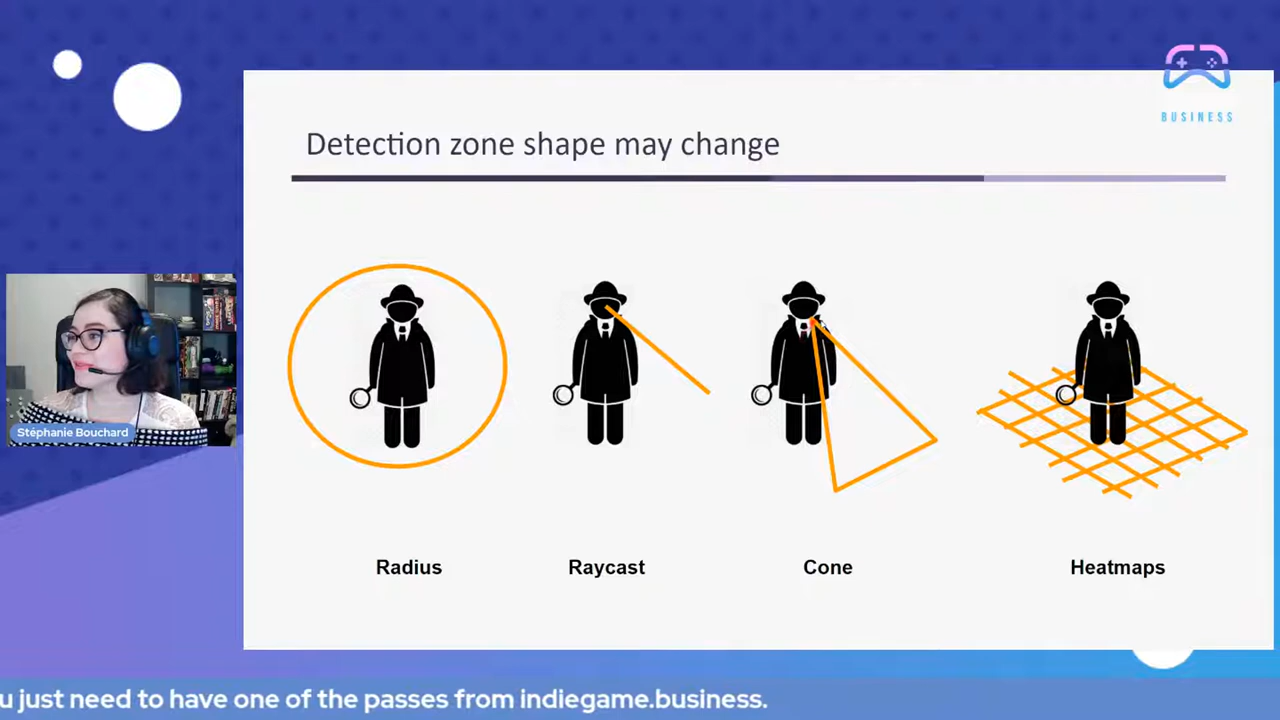 BUSINESS
Detection zone shape may change
Stéphanie Bouchard
Radius
Raycast
Cone
Heatmaps
u just need to have one of the passes from indiegame.business.